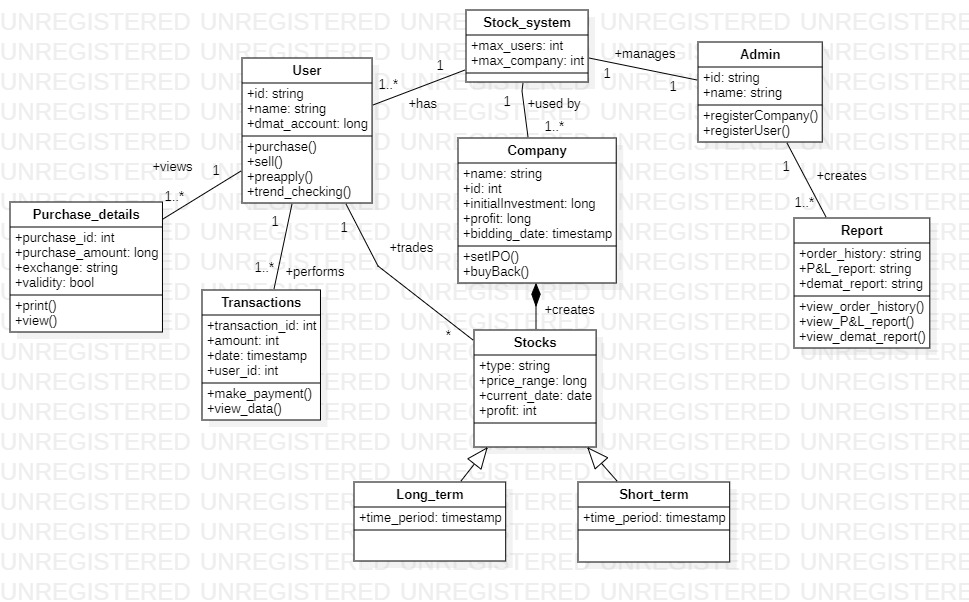 Stock_system
+max_users: int
+max_company: int
Admin
+id: string
+name: string
+registerCompany()
+registerUser()
+manages
1
1
User
+id: string
+name: string
+dmat_account: long
+purchase()
+sell()
+preapply()
+trend_checking()
1
1..*
+has
1
+used by
1..*
Company
+name: string
+id: int
+initialInvestment: long
+profit: long
+bidding_date: timestamp
+setIPO()
+buyBack()
1
+creates
1..*
Report
+order_history: string
+P&L_report: string
+demat_report: string
+view_order_history()
+view_P&L_report()
+view_demat_report()
+views
1
1..*
Purchase_details
+purchase_id: int
+purchase_amount: long
+exchange: string
+validity: bool
+print()
+view()
1
1..*
+performs
Transactions
+transaction_id: int
+amount: int
+date: timestamp
+user_id: int
+make_payment()
+view_data()
1
+trades
*
+creates
Stocks
+type: string
+price_range: long
+current_date: date
+profit: int
Long_term
+time_period: timestamp
Short_term
+time_period: timestamp
UNREGISTERED